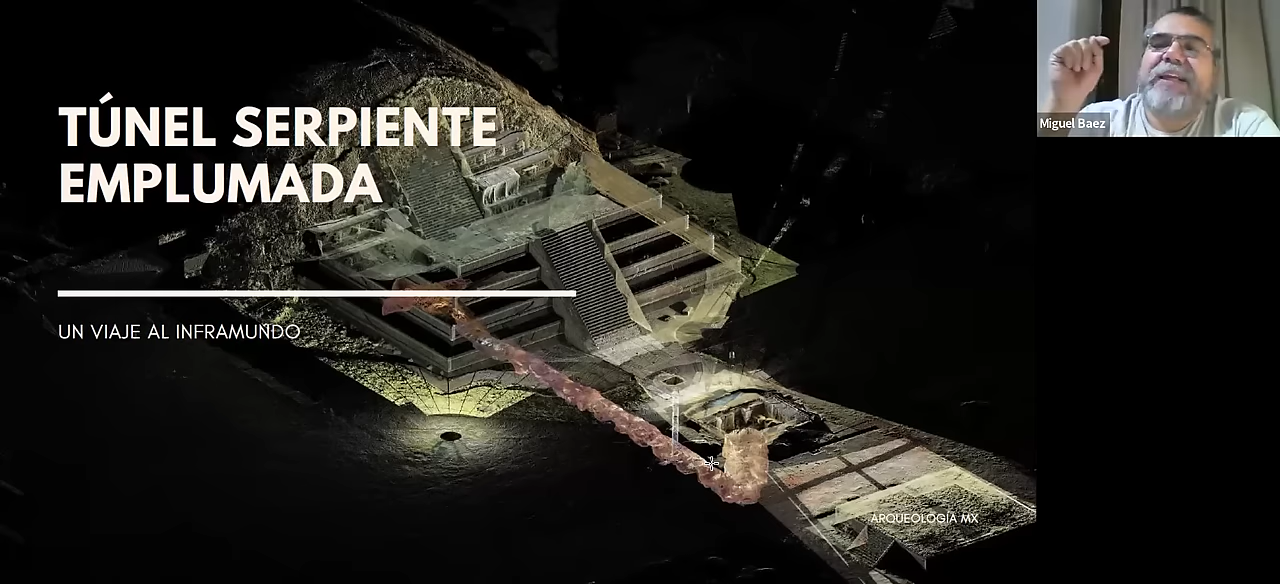 TÚNEL SERPIENTE
EMPLUMADA
UN VIAJE AL INFRAMUNDO
ARQUEOLOGÍA MX
Miguel Baez